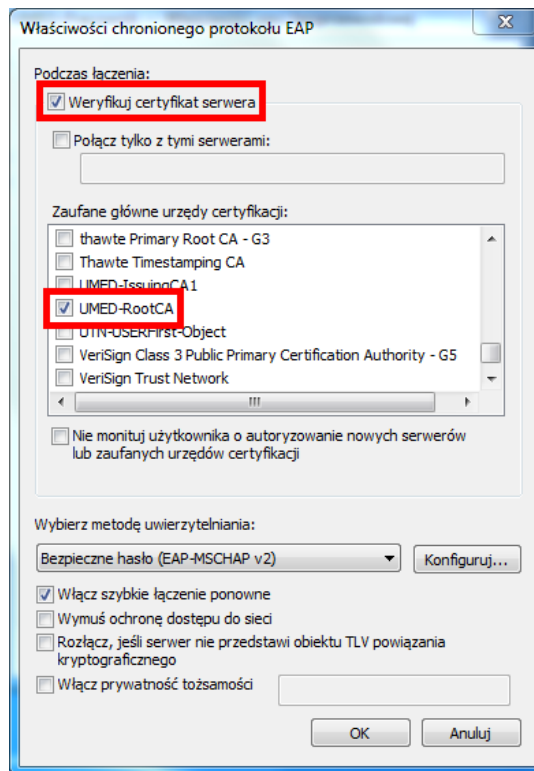 Właściwości chronionego protokołu EAP
Podczas łączenia:
Weryfikuj certyfikat serwera
Połącz tylko z tymi serwerami:
Zaufane główne urzędy certyfikacji:
thawte Primary Root CA - G3
Thawte Timestamping CA
UMED-IssuingCA1
UMED-RootCA
UTN-USERFirst-Object
VeriSign Class 3 Public Primary Certification Authority - G5
VeriSign Trust Network
Nie monituj użytkownika o autoryzowanie nowych serwerów
lub zaufanych urzędów certyfikacji
Wybierz metodę uwierzytelniania:
Bezpieczne hasło (EAP-MSCHAP v2)
Konfiguruj...
Włącz szybkie łączenie ponowne
Wymuś ochronę dostępu do sieci
Rozłącz, jeśli serwer nie przedstawi obiektu TLV powiązania
kryptograficznego
Włącz prywatność tożsamości
OK
Anuluj